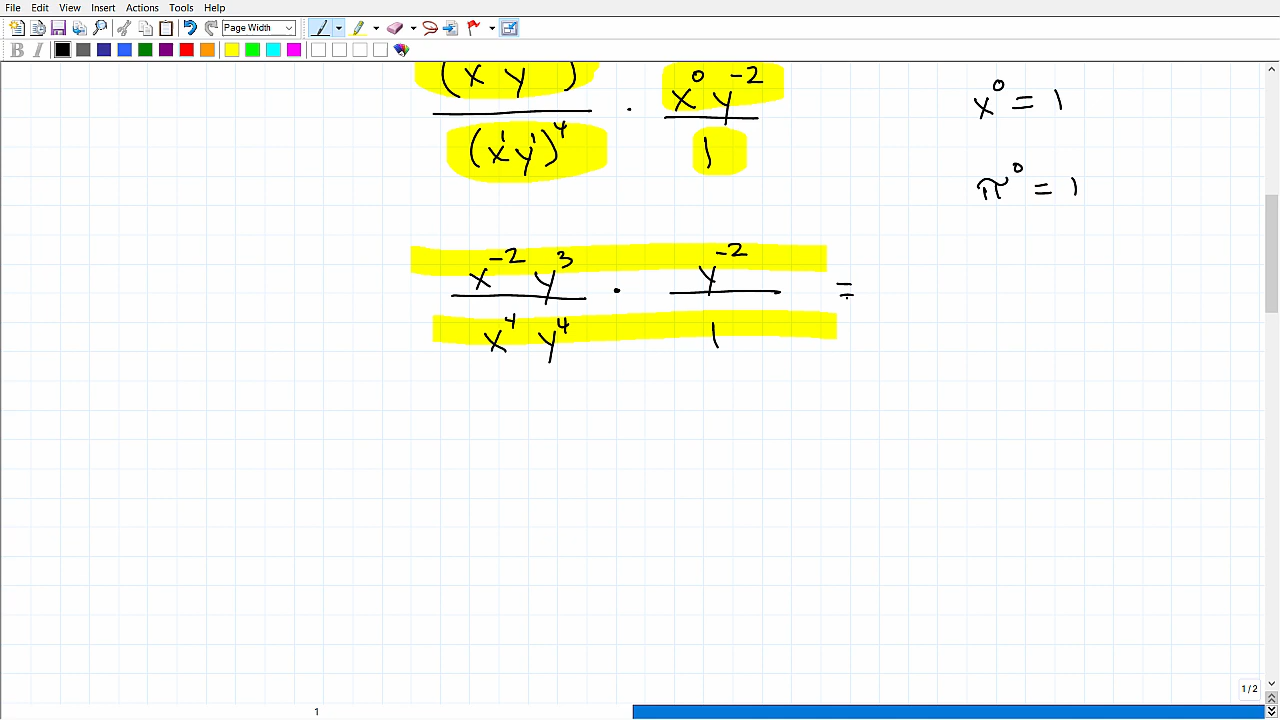 File Edit View Insert Actions Tools Help
Page Width
B I
(x y )
x⁰ y⁻²
x⁰ = 1
(x¹y¹)⁴
1
π⁰ = 1
x⁻² y³ · y⁻² =
x⁴ y⁴ 1
1/2
1